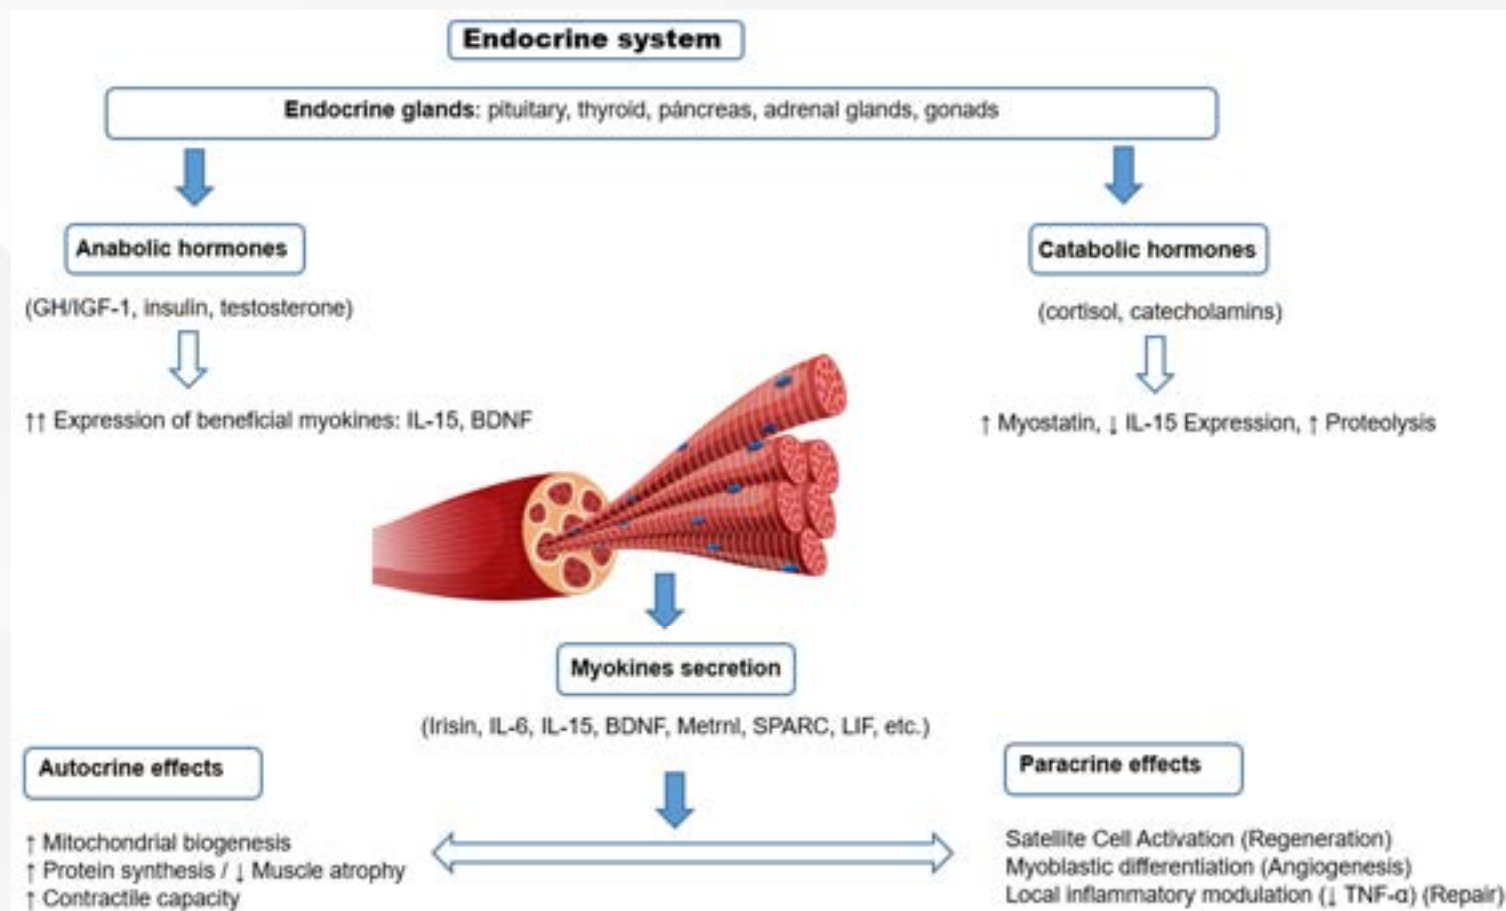 Endocrine system
Endocrine glands: pituitary, thyroid, páncreas, adrenal glands, gonads
Anabolic hormones
Catabolic hormones
(GH/IGF-1, insulin, testosterone)
(cortisol, catecholamins)
↑↑ Expression of beneficial myokines: IL-15, BDNF
↑ Myostatin, ↓ IL-15 Expression, ↑ Proteolysis
Myokines secretion
(Irisin, IL-6, IL-15, BDNF, Metrnl, SPARC, LIF, etc.)
Autocrine effects
↑ Mitochondrial biogenesis
↑ Protein synthesis / ↓ Muscle atrophy
↑ Contractile capacity
Paracrine effects
Satellite Cell Activation (Regeneration)
Myoblastic differentiation (Angiogenesis)
Local inflammatory modulation (↓ TNF-α) (Repair)